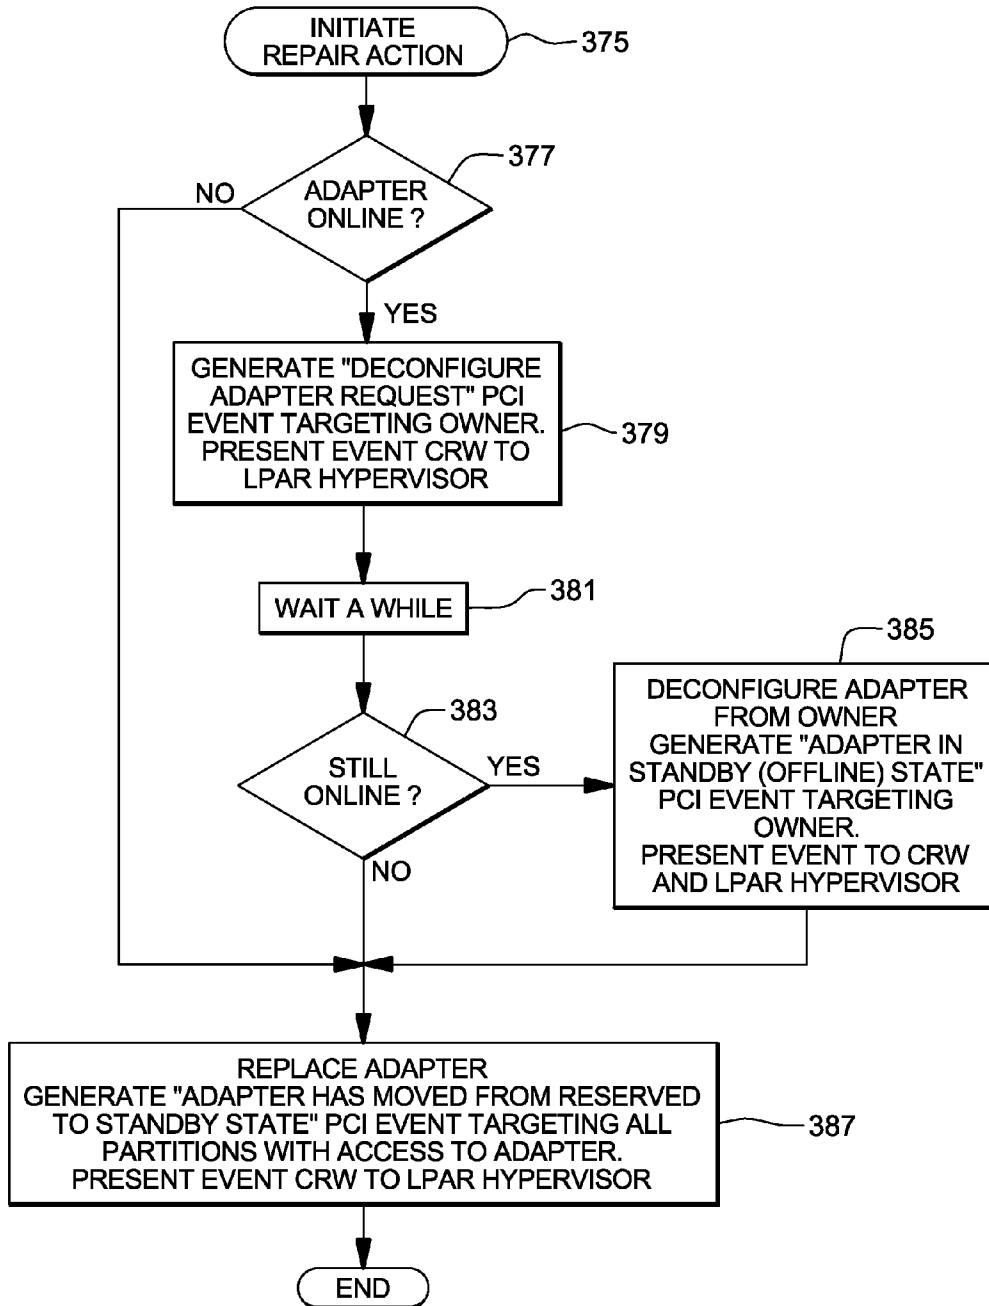 INITIATE
REPAIR ACTION
375
377
ADAPTER
ONLINE ?
NO
YES
GENERATE "DECONFIGURE
ADAPTER REQUEST" PCI
EVENT TARGETING OWNER.
PRESENT EVENT CRW TO
LPAR HYPERVISOR
379
WAIT A WHILE
381
383
STILL
ONLINE ?
YES
NO
385
DECONFIGURE ADAPTER
FROM OWNER
GENERATE "ADAPTER IN
STANDBY (OFFLINE) STATE"
PCI EVENT TARGETING
OWNER.
PRESENT EVENT TO CRW
AND LPAR HYPERVISOR
REPLACE ADAPTER
GENERATE "ADAPTER HAS MOVED FROM RESERVED
TO STANDBY STATE" PCI EVENT TARGETING ALL
PARTITIONS WITH ACCESS TO ADAPTER.
PRESENT EVENT CRW TO LPAR HYPERVISOR
387
END